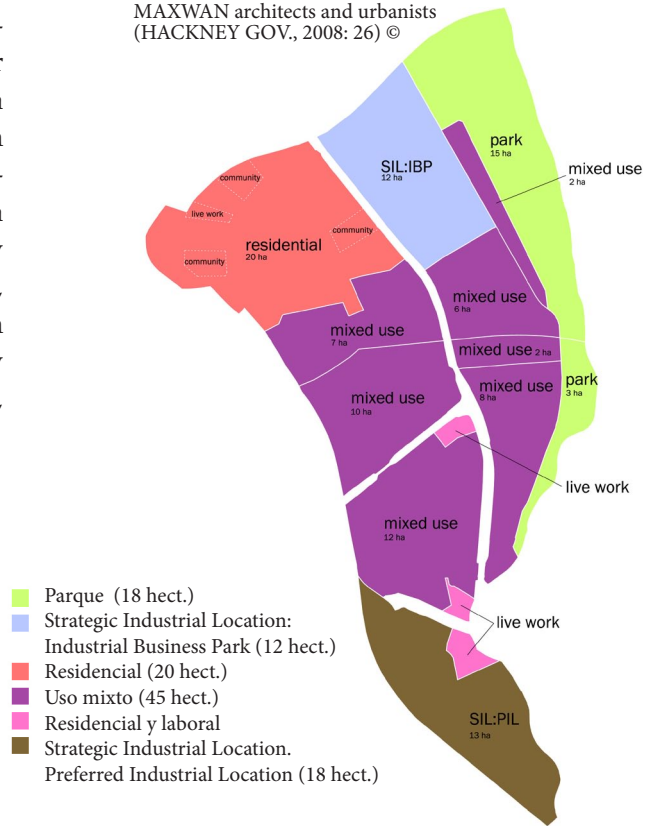 MAXWAN architects and urbanists
(HACKNEY GOV., 2008: 26) ©
park
15 ha
SIL:IBP
12 ha
mixed use
2 ha
community
live work
community
residential
20 ha
community
mixed use
6 ha
mixed use
7 ha
mixed use 2 ha
mixed use
8 ha
park
3 ha
mixed use
10 ha
live work
mixed use
12 ha
live work
SIL:PIL
13 ha
Parque (18 hect.)
Strategic Industrial Location:
Industrial Business Park (12 hect.)
Residencial (20 hect.)
Uso mixto (45 hect.)
Residencial y laboral
Strategic Industrial Location.
Preferred Industrial Location (18 hect.)